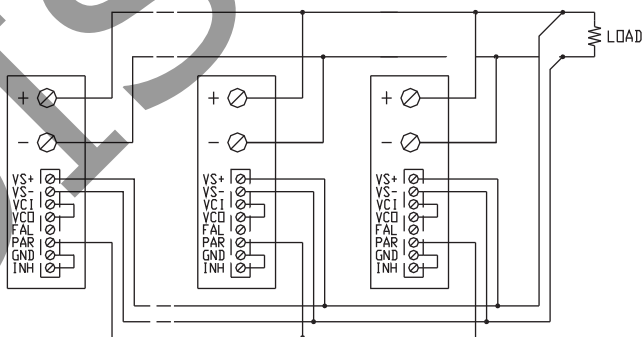 LOAD
+
-
VS+
VS-
VCI
VCO
FAL
PAR
GND
INH
+
-
VS+
VS-
VCI
VCO
FAL
PAR
GND
INH
+
-
VS+
VS-
VCI
VCO
FAL
PAR
GND
INH